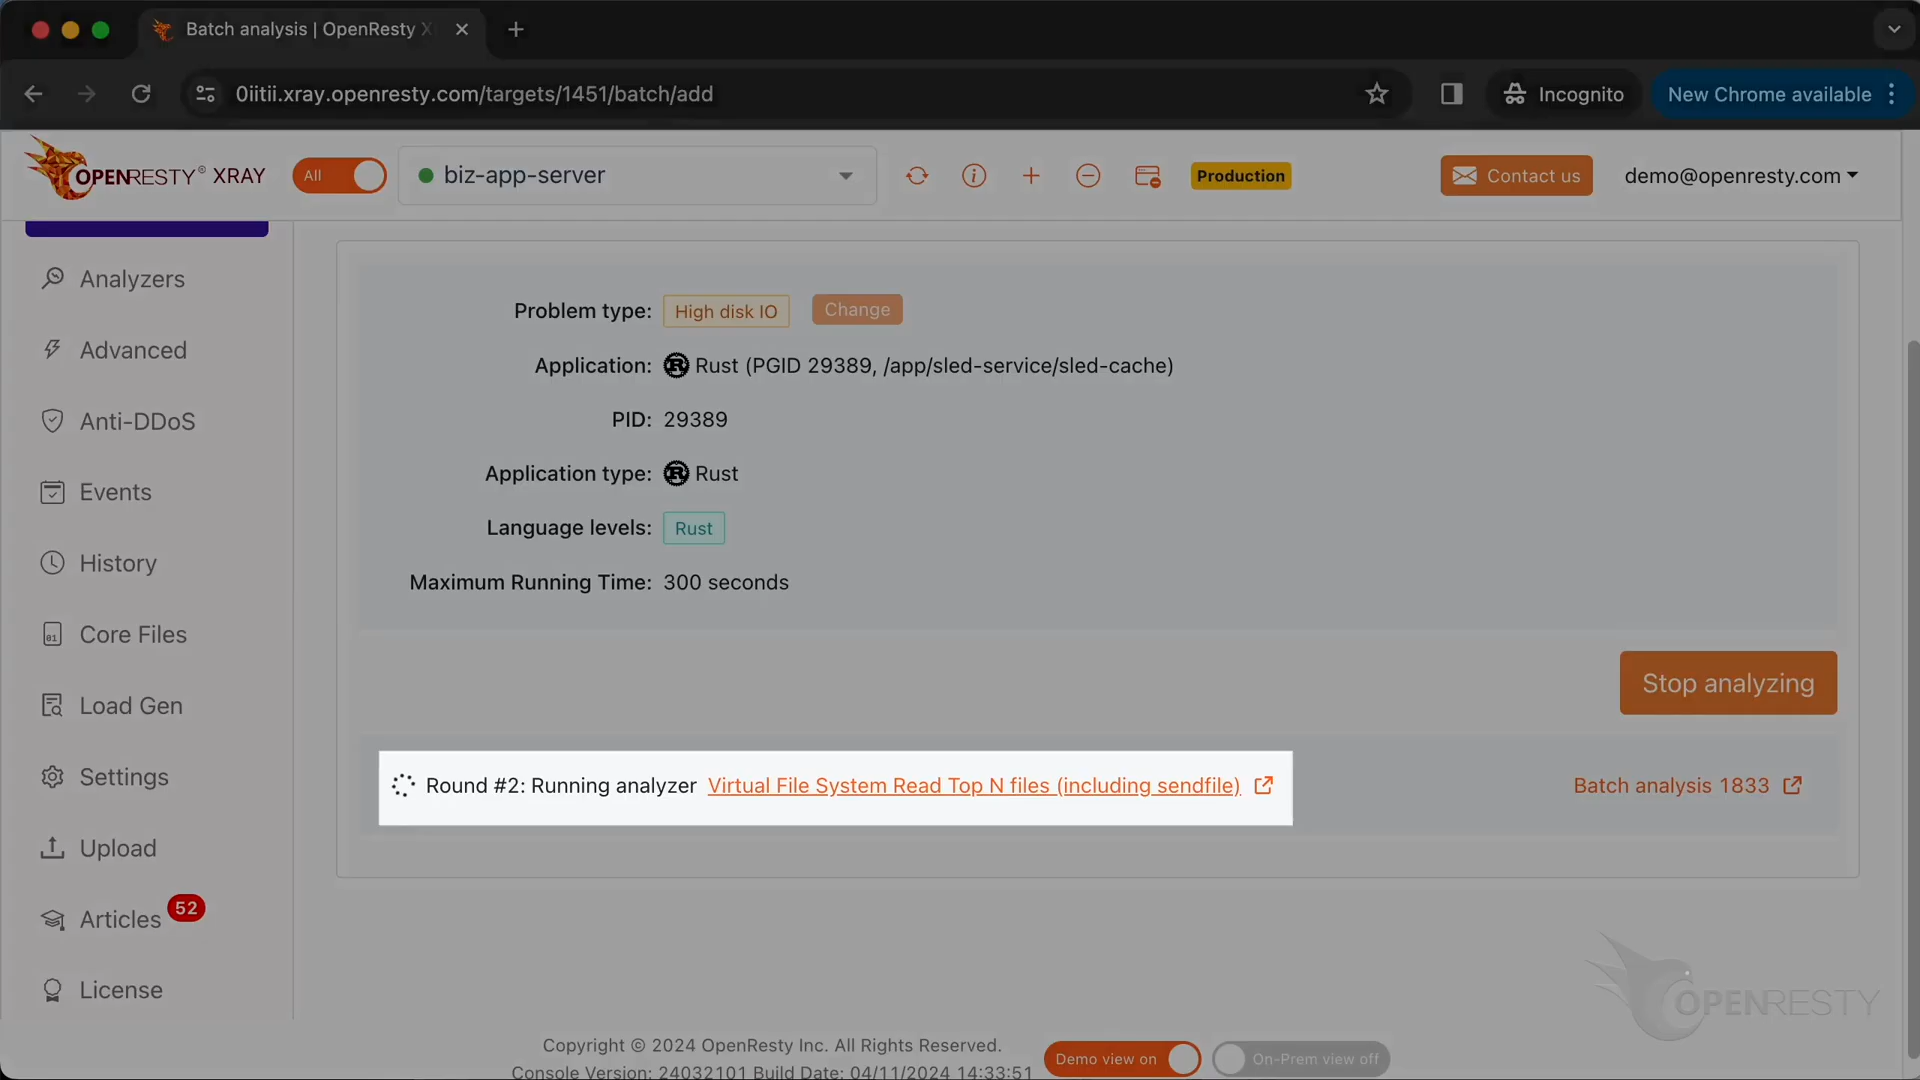 Batch analysis | OpenResty X
0iitii.xray.openresty.com/targets/1451/batch/add
Incognito
New Chrome available
OPENRESTY® XRAY
All
biz-app-server
Production
Contact us
demo@openresty.com
Analyzers
Advanced
Anti-DDoS
Events
History
Core Files
Load Gen
Settings
Upload
Articles 52
License
Problem type: High disk IO Change
Application: Rust (PGID 29389, /app/sled-service/sled-cache)
PID: 29389
Application type: Rust
Language levels: Rust
Maximum Running Time: 300 seconds
Stop analyzing
Round #2: Running analyzer Virtual File System Read Top N files (including sendfile)
Batch analysis 1833
OPENRESTY
Copyright © 2024 OpenResty Inc. All Rights Reserved.
Console Version: 24032101 Build Date: 04/11/2024 14:33:51
Demo view on
On-Prem view off